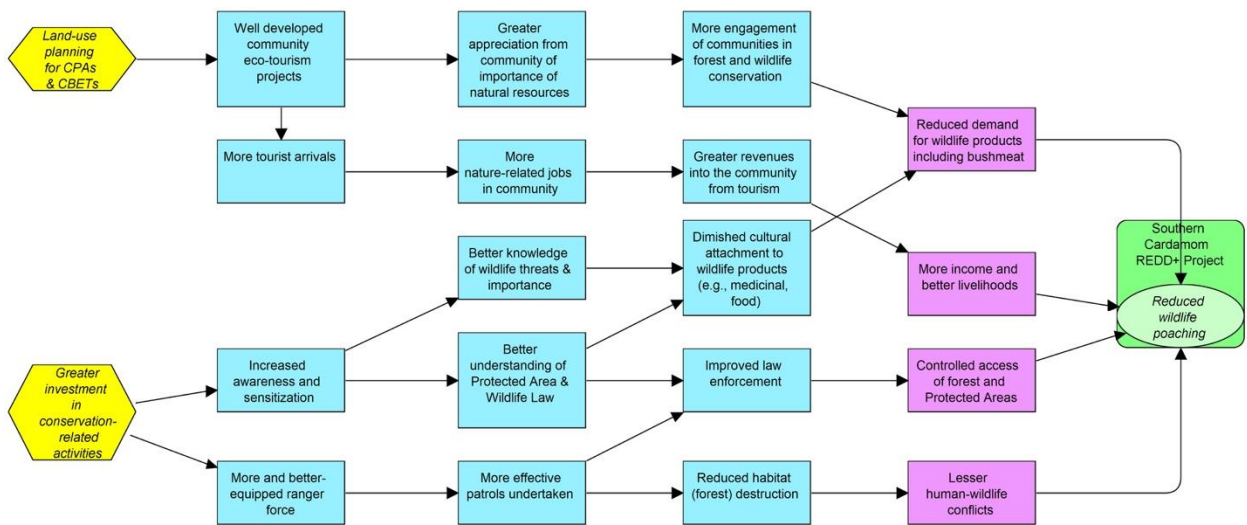 Land-use
planning
for CPAs
& CBETs
Well developed
community
eco-tourism
projects
Greater
appreciation from
community of
importance of
natural resources
More engagement
of communities in
forest and wildlife
conservation
Reduced demand
for wildlife products
including bushmeat
More tourist arrivals
More
nature-related jobs
in community
Greater revenues
into the community
from tourism
Better knowledge
of wildlife threats &
importance
Dimished cultural
attachment to
wildlife products
(e.g., medicinal,
food)
More income and
better livelihoods
Southern
Cardamom
REDD+ Project
Reduced
wildlife
poaching
Greater
investment
in
conservation-
related
activities
Increased
awareness and
sensitization
Better
understanding of
Protected Area &
Wildlife Law
Improved law
enforcement
Controlled access
of forest and
Protected Areas
More and better-
equipped ranger
force
More effective
patrols undertaken
Reduced habitat
(forest) destruction
Lesser
human-wildlife
conflicts